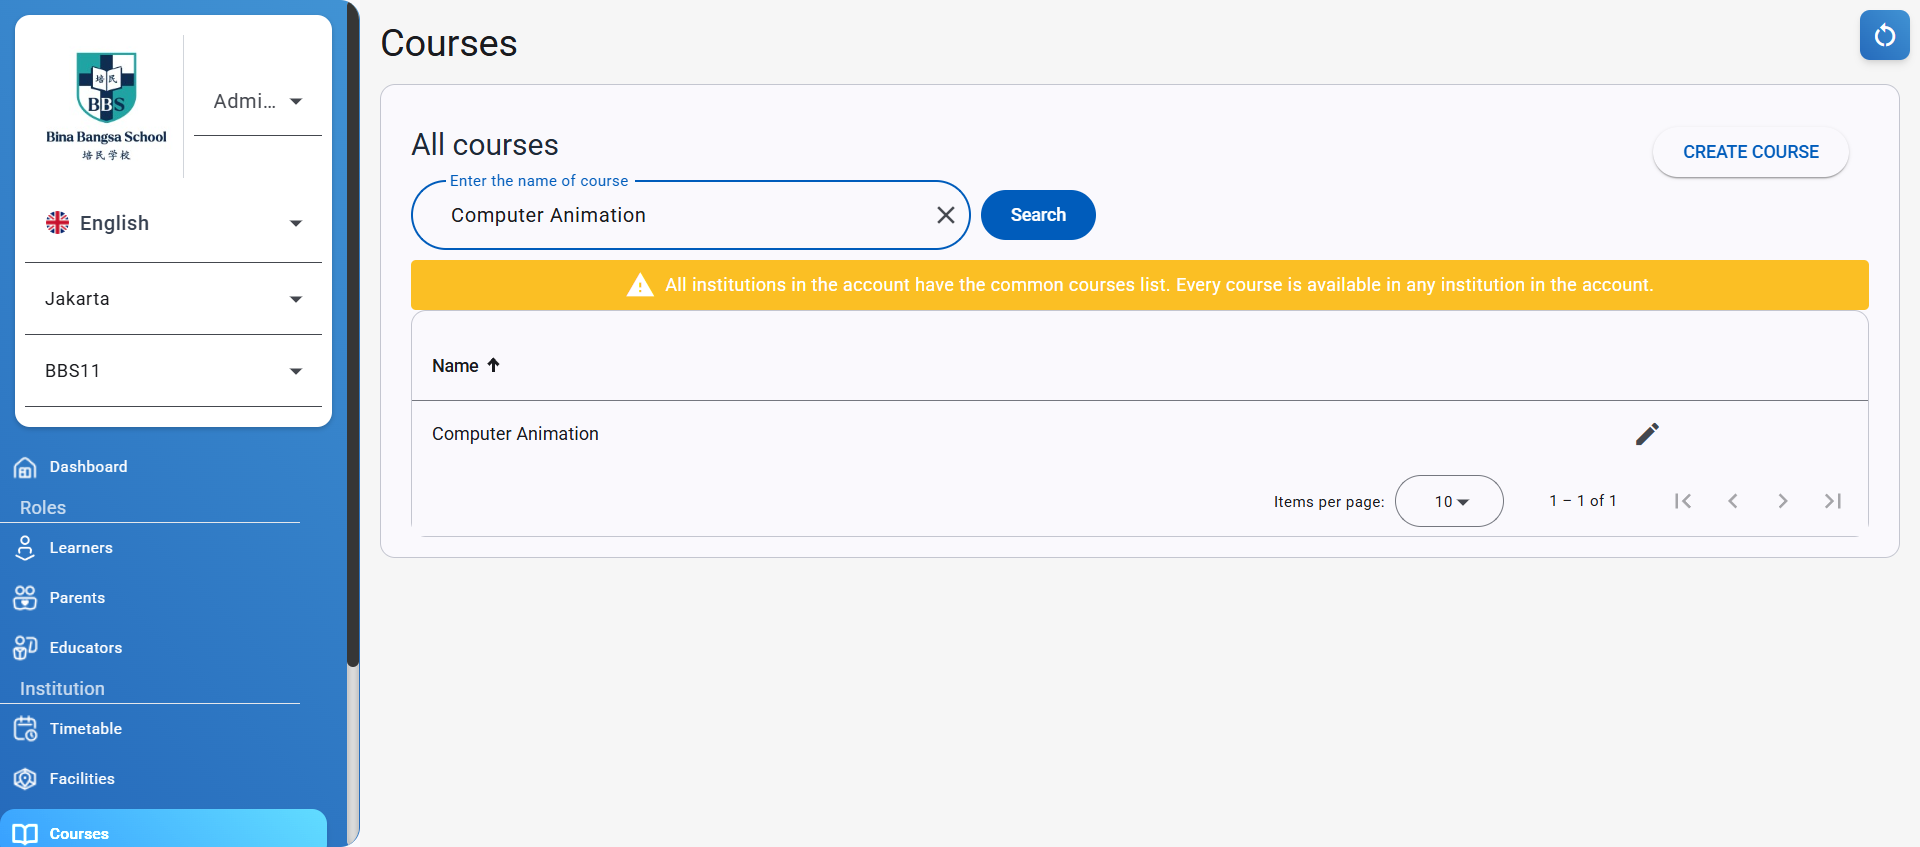 培民
BBS
Bina Bangsa School
培民学校
Admi...
English
Jakarta
BBS11
Dashboard
Roles
Learners
Parents
Educators
Institution
Timetable
Facilities
Courses
Courses
All courses
CREATE COURSE
Enter the name of course
Computer Animation
Search
All institutions in the account have the common courses list. Every course is available in any institution in the account.
Name
Computer Animation
Items per page:
10
1 – 1 of 1